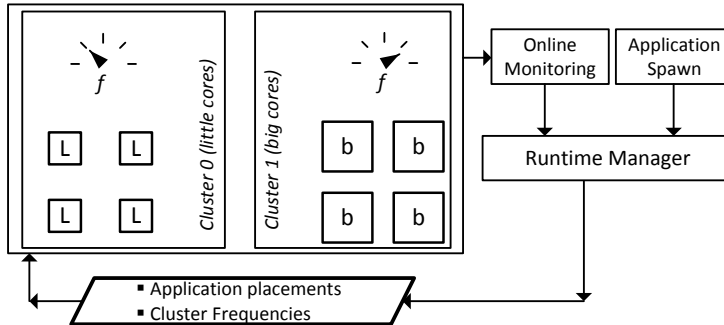 f
Cluster 0 (little cores)
L L
L L
f
Cluster 1 (big cores)
b b
b b
Online
Monitoring
Application
Spawn
Runtime Manager
▪ Application placements
▪ Cluster Frequencies